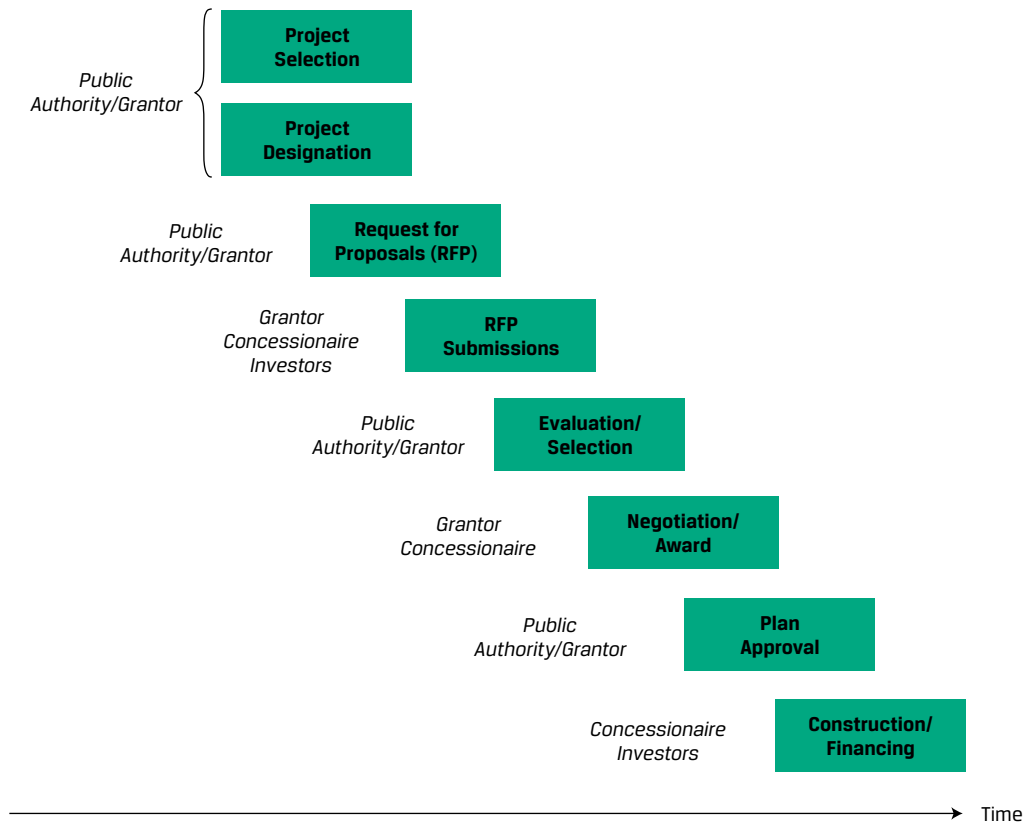 Project
Selection
Public
Authority/Grantor
Project
Designation
Public
Authority/Grantor
Request for
Proposals (RFP)
Grantor
Concessionaire
Investors
RFP
Submissions
Public
Authority/Grantor
Evaluation/
Selection
Grantor
Concessionaire
Negotiation/
Award
Public
Authority/Grantor
Plan
Approval
Concessionaire
Investors
Construction/
Financing
Time